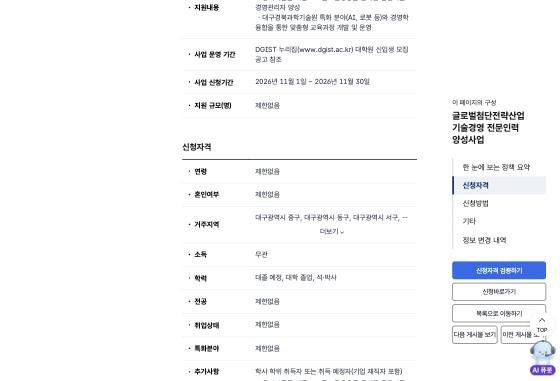 • 지원내용
경영관리자 양성
- 대구경북과학기술원 특화 분야(AI, 로봇 등)와 경영학
융합을 통한 맞춤형 교육과정 개발 및 운영
• 사업 운영 기간
DGIST 누리집(www.dgist.ac.kr) 대학원 신입생 모집
공고 참조
• 사업 신청기간
2026년 11월 1일 ~ 2026년 11월 30일
• 지원 규모(명)
제한없음
신청자격
• 연령
제한없음
• 혼인여부
제한없음
• 거주지역
대구광역시 중구, 대구광역시 동구, 대구광역시 서구, ···
더보기
• 소득
무관
• 학력
대졸 예정, 대학 졸업, 석·박사
• 전공
제한없음
• 취업상태
제한없음
• 특화분야
제한없음
• 추가사항
학사 학위 취득자 또는 취득 예정자(기업 재직자 포함)
이 페이지의 구성
글로벌첨단전략산업
기술경영 전문인력
양성사업
한 눈에 보는 정책 요약
신청자격
신청방법
기타
정보 변경 내역
신청자격 검증하기
신청바로가기
목록으로 이동하기
다음 게시물 보기
이전 게시물
TOP
AI 퓨봇